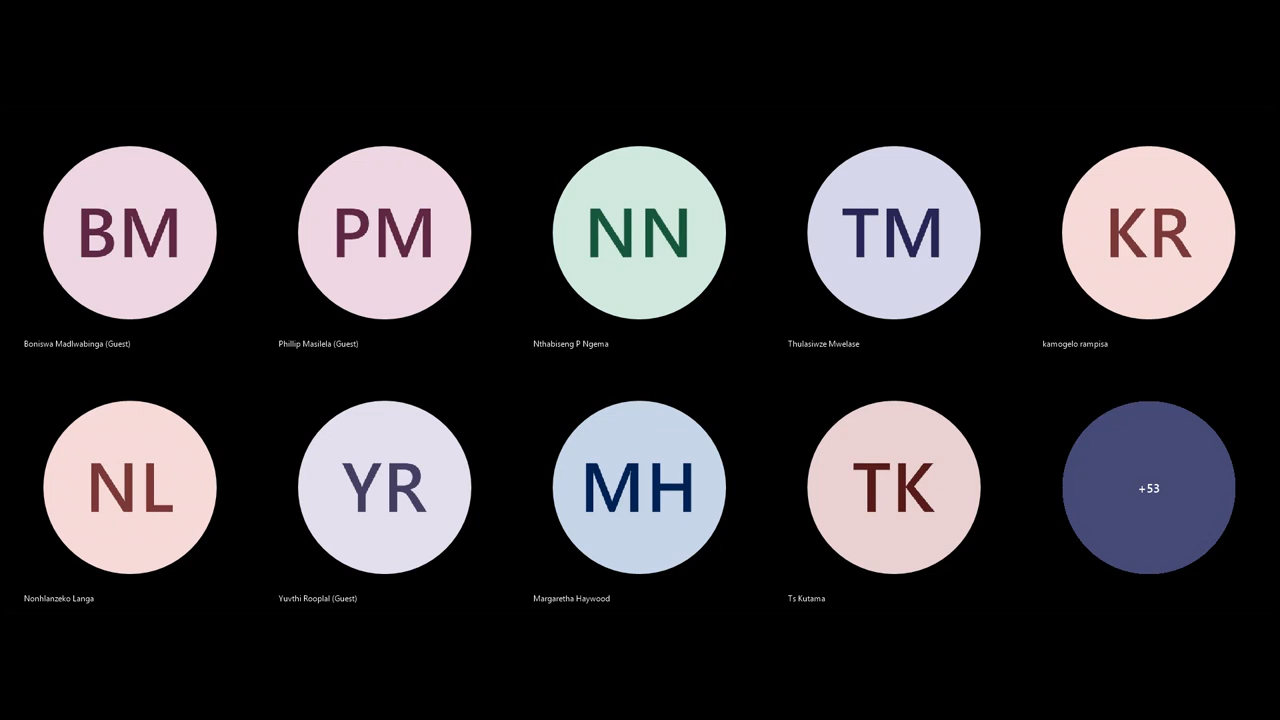 BM
PM
NN
TM
KR
Boniswa Madlwabinga (Guest)
Phillip Masilela (Guest)
Nthabiseng P Ngema
Thulasiwze Mwelase
kamogelo rampisa
NL
YR
MH
TK
+53
Nonhlanzeko Langa
Yuvthi Rooplal (Guest)
Margaretha Haywood
Ts Kutama